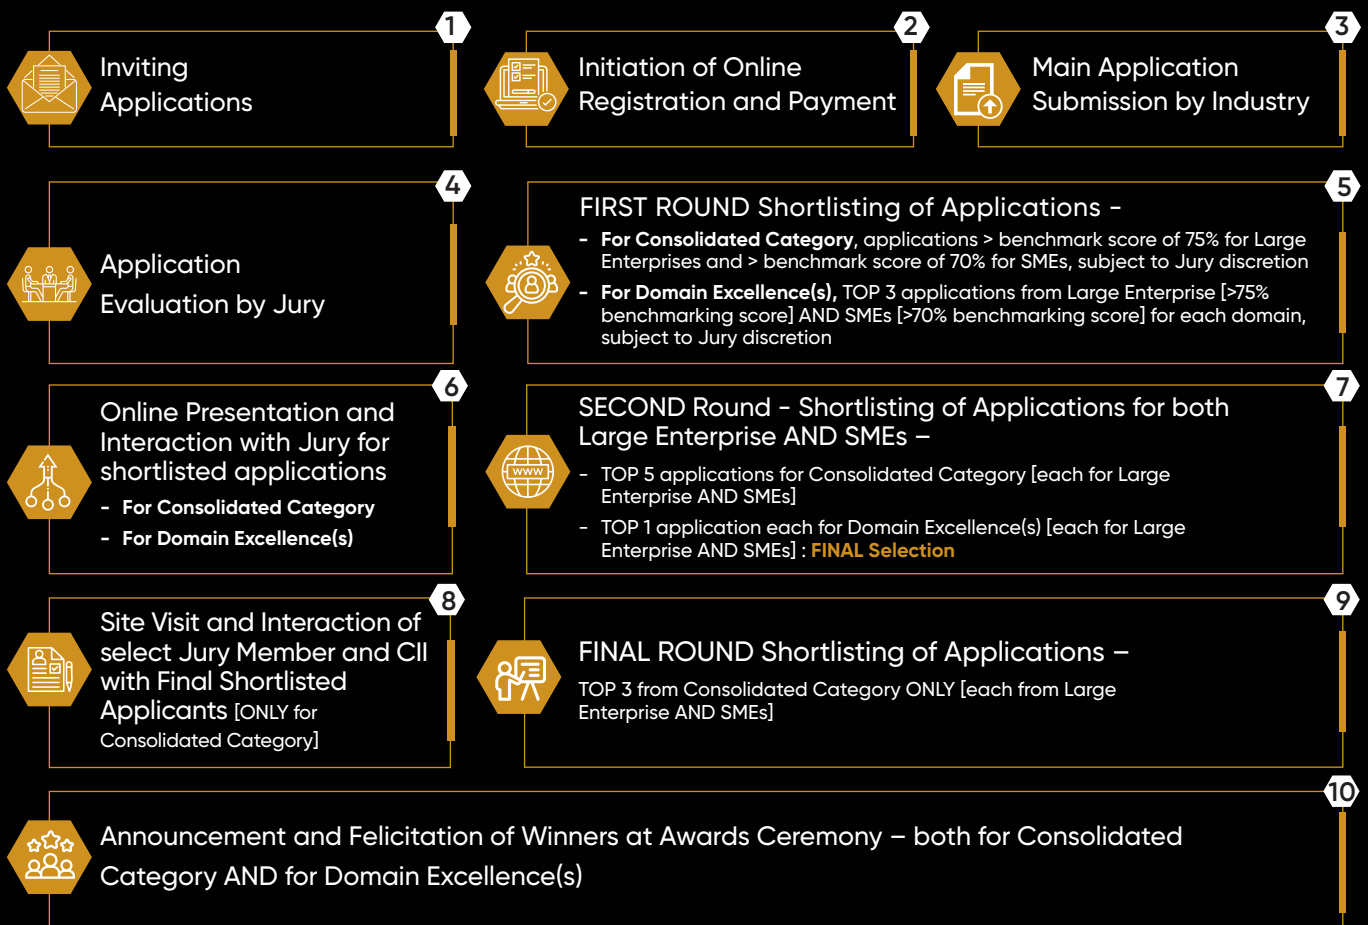 1
Inviting
Applications
2
Initiation of Online
Registration and Payment
3
Main Application
Submission by Industry
4
Application
Evaluation by Jury
5
FIRST ROUND Shortlisting of Applications -
- For Consolidated Category, applications > benchmark score of 75% for Large
Enterprises and > benchmark score of 70% for SMEs, subject to Jury discretion
- For Domain Excellence(s), TOP 3 applications from Large Enterprise [>75%
benchmarking score] AND SMEs [>70% benchmarking score] for each domain,
subject to Jury discretion
6
Online Presentation and
Interaction with Jury for
shortlisted applications
- For Consolidated Category
- For Domain Excellence(s)
7
SECOND Round - Shortlisting of Applications for both
Large Enterprise AND SMEs –
- TOP 5 applications for Consolidated Category [each for Large
Enterprise AND SMEs]
- TOP 1 application each for Domain Excellence(s) [each for Large
Enterprise AND SMEs] : FINAL Selection
WWW
8
Site Visit and Interaction of
select Jury Member and CII
with Final Shortlisted
Applicants [ONLY for
Consolidated Category]
9
FINAL ROUND Shortlisting of Applications –
TOP 3 from Consolidated Category ONLY [each from Large
Enterprise AND SMEs]
10
Announcement and Felicitation of Winners at Awards Ceremony – both for Consolidated
Category AND for Domain Excellence(s)